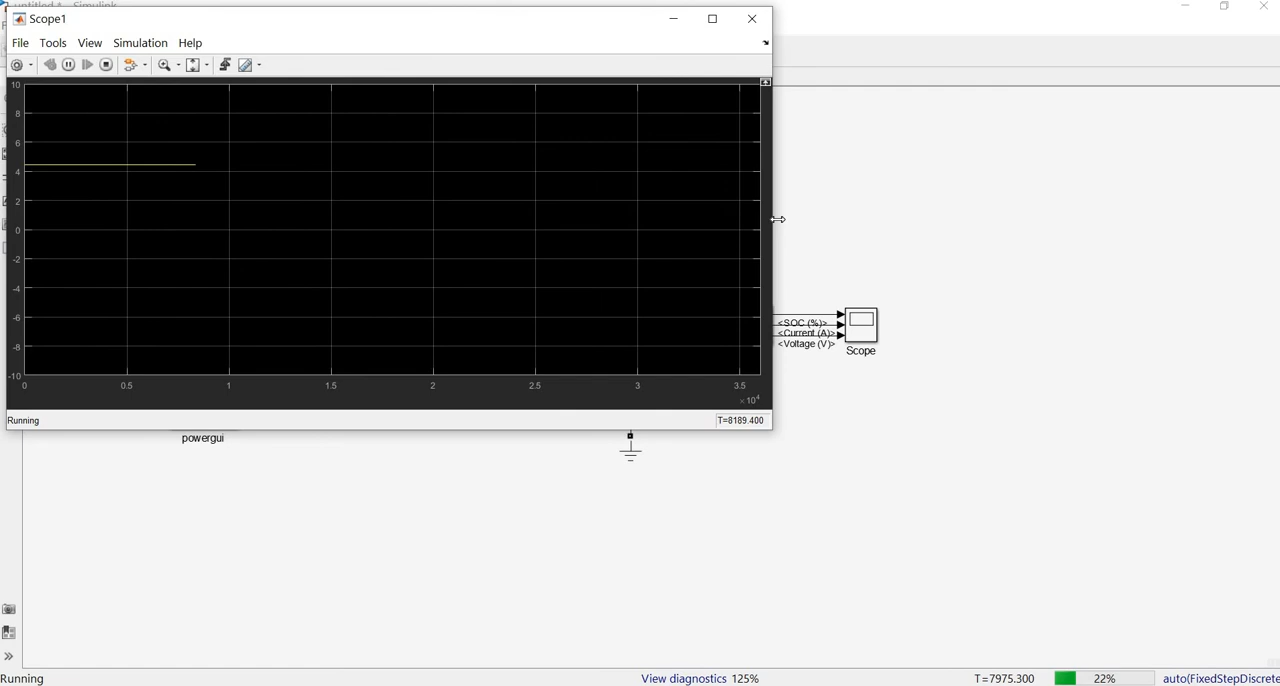 untitled * - Simulink
Scope1
File Tools View Simulation Help
10
8
6
4
2
0
-2
-4
-6
-8
-10
0 0.5 1 1.5 2 2.5 3 3.5
×10⁴
Running T=8189.400
<SOC (%)>
<Current (A)>
<Voltage (V)>
Scope
powergui
Running View diagnostics 125% T=7975.300 22% auto(FixedStepDiscrete